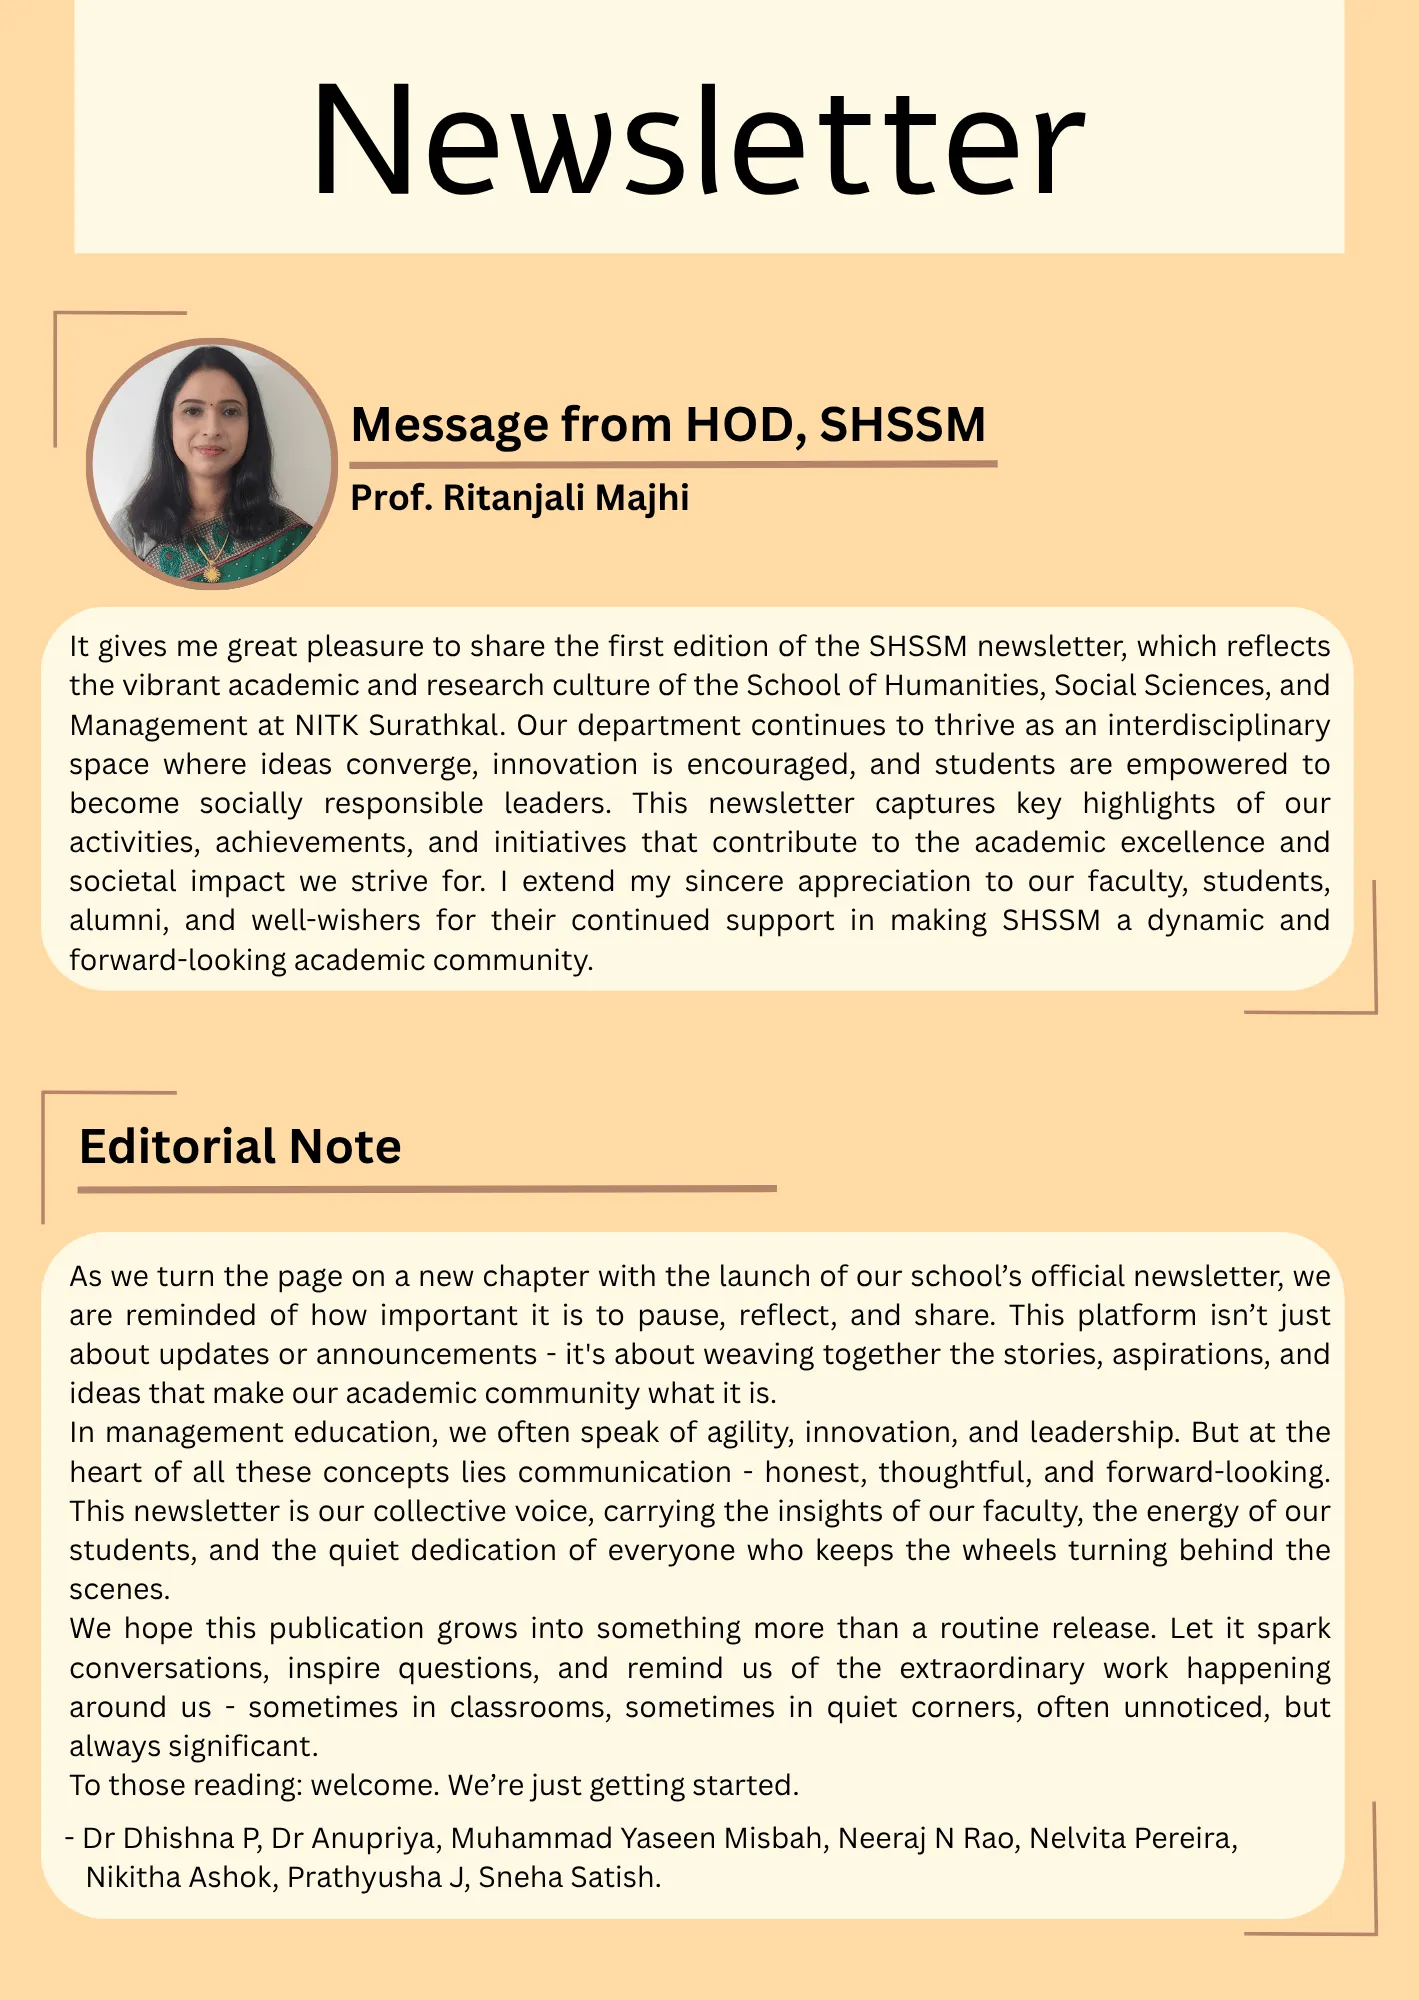 Newsletter
Message from HOD, SHSSM
Prof. Ritanjali Majhi
It gives me great pleasure to share the first edition of the SHSSM newsletter, which reflects
the vibrant academic and research culture of the School of Humanities, Social Sciences, and
Management at NITK Surathkal. Our department continues to thrive as an interdisciplinary
space where ideas converge, innovation is encouraged, and students are empowered to
become socially responsible leaders. This newsletter captures key highlights of our
activities, achievements, and initiatives that contribute to the academic excellence and
societal impact we strive for. I extend my sincere appreciation to our faculty, students,
alumni, and well-wishers for their continued support in making SHSSM a dynamic and
forward-looking academic community.
Editorial Note
As we turn the page on a new chapter with the launch of our school’s official newsletter, we
are reminded of how important it is to pause, reflect, and share. This platform isn’t just
about updates or announcements - it's about weaving together the stories, aspirations, and
ideas that make our academic community what it is.
In management education, we often speak of agility, innovation, and leadership. But at the
heart of all these concepts lies communication - honest, thoughtful, and forward-looking.
This newsletter is our collective voice, carrying the insights of our faculty, the energy of our
students, and the quiet dedication of everyone who keeps the wheels turning behind the
scenes.
We hope this publication grows into something more than a routine release. Let it spark
conversations, inspire questions, and remind us of the extraordinary work happening
around us - sometimes in classrooms, sometimes in quiet corners, often unnoticed, but
always significant.
To those reading: welcome. We’re just getting started.
- Dr Dhishna P, Dr Anupriya, Muhammad Yaseen Misbah, Neeraj N Rao, Nelvita Pereira,
Nikitha Ashok, Prathyusha J, Sneha Satish.